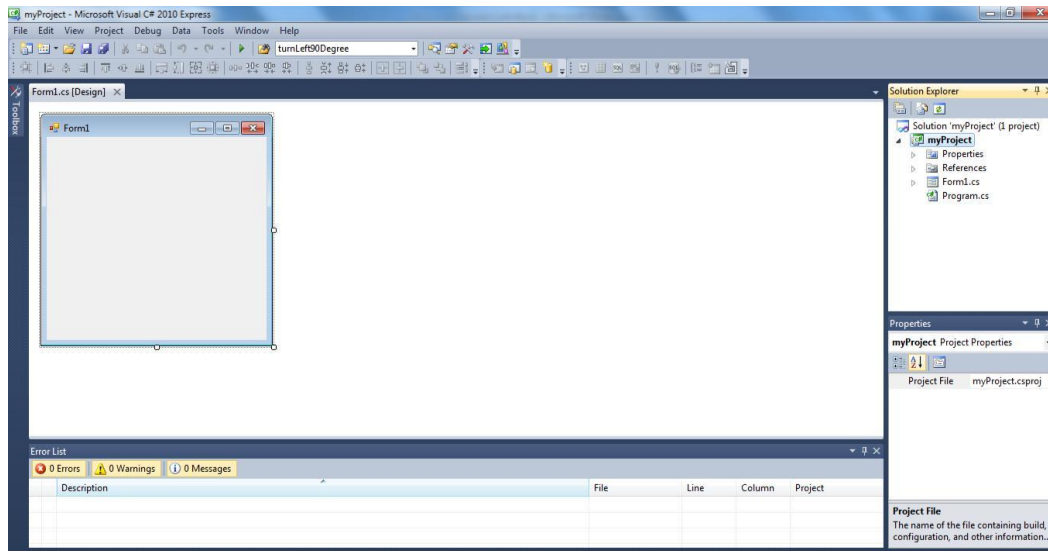 myProject - Microsoft Visual C# 2010 Express
File Edit View Project Debug Data Tools Window Help
turnLeft90Degree
Toolbox
Form1.cs [Design]
Form1
Solution Explorer
Solution 'myProject' (1 project)
myProject
Properties
References
Form1.cs
Program.cs
Properties
myProject Project Properties
Project File myProject.csproj
Project File
The name of the file containing build,
configuration, and other information...
Error List
0 Errors 0 Warnings 0 Messages
Description File Line Column Project